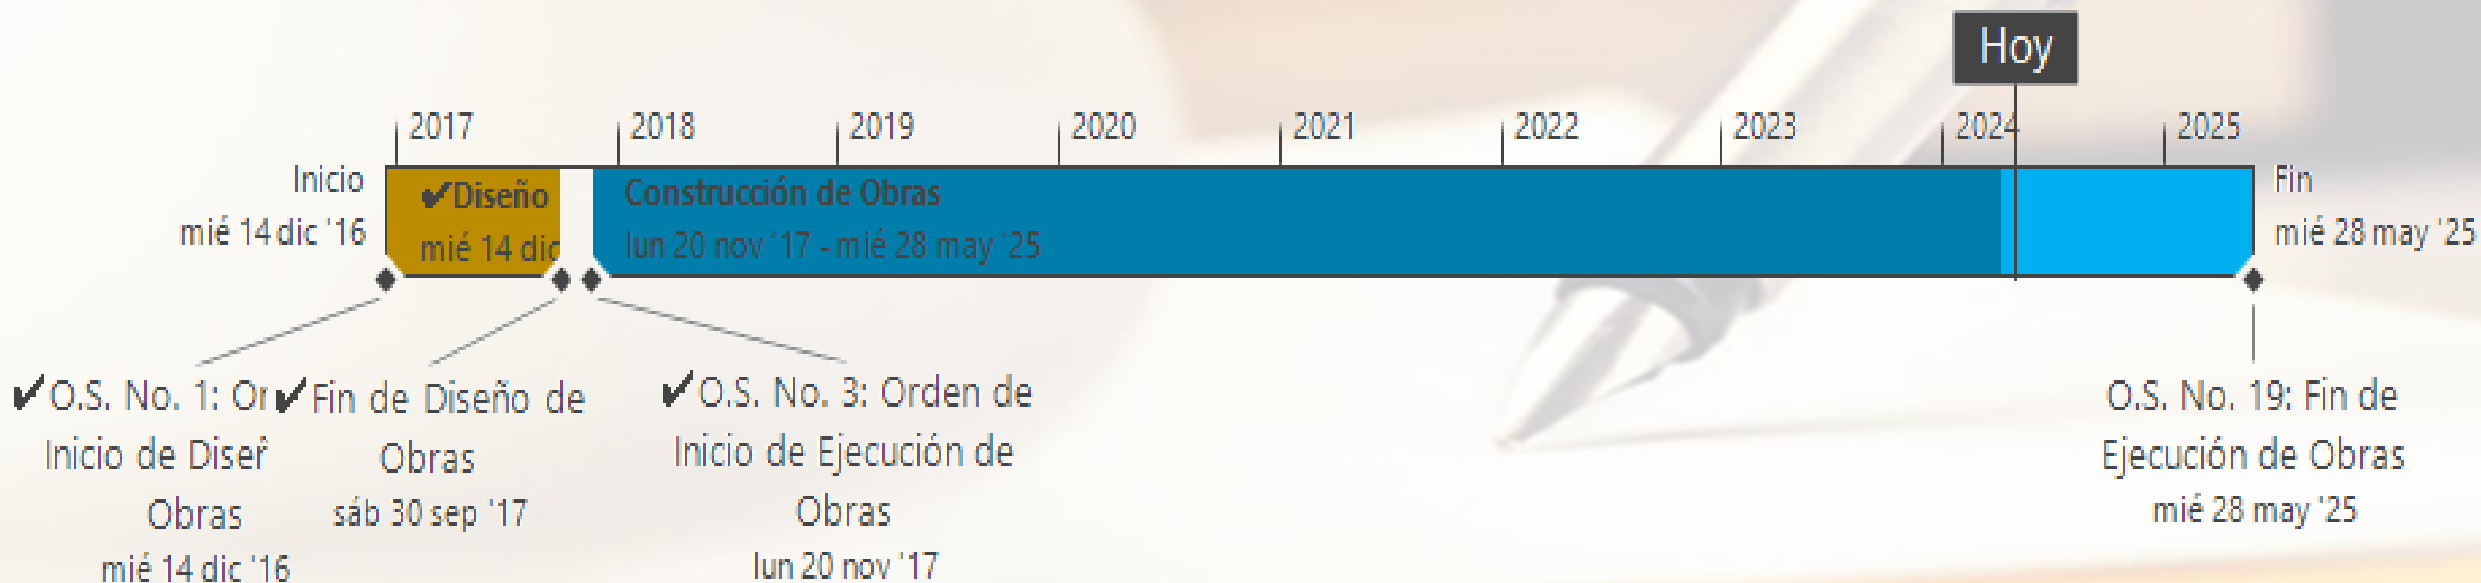 Hoy
2017 2018 2019 2020 2021 2022 2023 2024 2025
Inicio
mié 14 dic '16
✔Diseño
mié 14 dic
Construcción de Obras
lun 20 nov '17 - mié 28 may '25
Fin
mié 28 may '25
✔O.S. No. 1: Or
Inicio de Diseñ
Obras
mié 14 dic '16
✔Fin de Diseño de
Obras
sáb 30 sep '17
✔O.S. No. 3: Orden de
Inicio de Ejecución de
Obras
lun 20 nov '17
O.S. No. 19: Fin de
Ejecución de Obras
mié 28 may '25